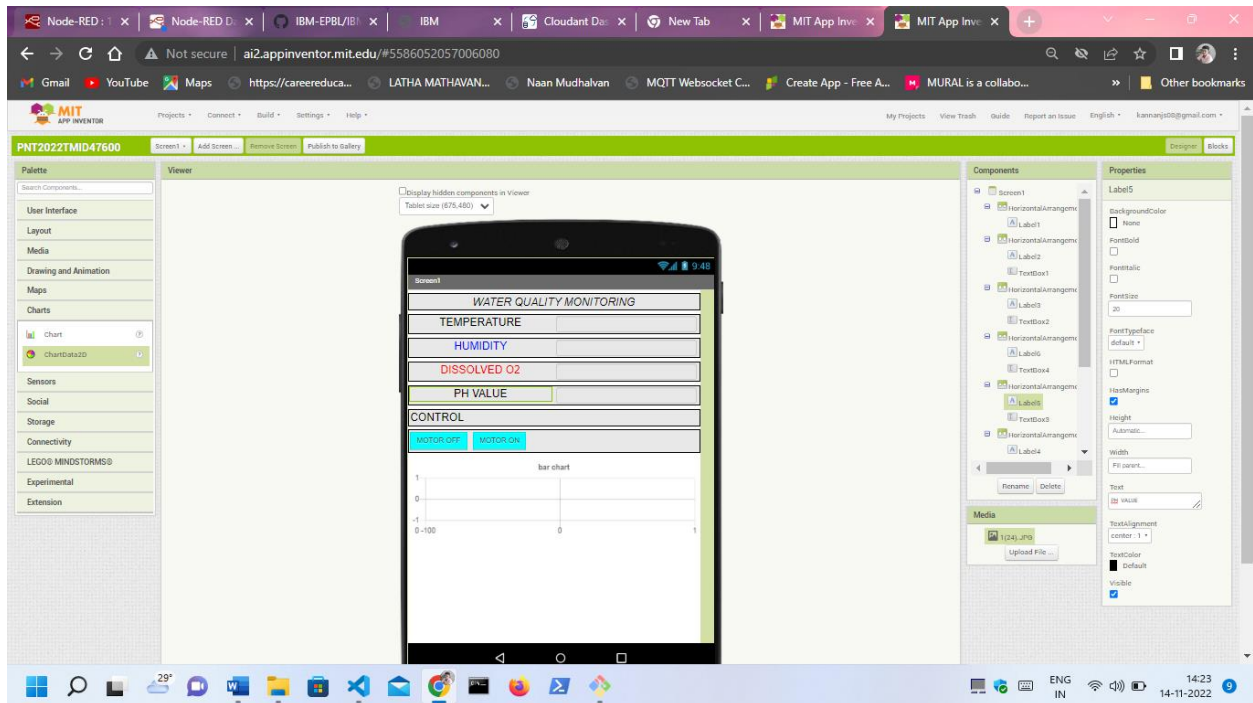 Node-RED : 1
Node-RED Da
IBM-EPBL/IB
IBM
Cloudant Das
New Tab
MIT App Inve
MIT App Inve
Not secure | ai2.appinventor.mit.edu/#5586052057006080
Gmail YouTube Maps https://careereduca... LATHA MATHAVAN... Naan Mudhalvan MQTT Websocket C... Create App - Free A... MURAL is a collabo... » Other bookmarks
MIT
APP INVENTOR
Projects Connect Build Settings Help
My Projects View Trash Guide Report an Issue English kannanjs08@gmail.com
PNT2022TMID47600
Screen1 Add Screen ... Remove Screen Publish to Gallery
Designer Blocks
Palette
Search Components...
User Interface
Layout
Media
Drawing and Animation
Maps
Charts
Chart
ChartData2D
Sensors
Social
Storage
Connectivity
LEGO® MINDSTORMS®
Experimental
Extension
Viewer
Display hidden components in Viewer
Tablet size (675,480)
9:48
Screen1
WATER QUALITY MONITORING
TEMPERATURE
HUMIDITY
DISSOLVED O2
PH VALUE
CONTROL
MOTOR OFF MOTOR ON
bar chart
1
0
-1
0 -100 0 1
Components
Screen1
HorizontalArrangeme
Label1
HorizontalArrangeme
Label2
TextBox1
HorizontalArrangeme
Label3
TextBox2
HorizontalArrangeme
Label6
TextBox4
HorizontalArrangeme
Label5
TextBox3
HorizontalArrangeme
Label4
Rename Delete
Media
1(24).JPG
Upload File ...
Properties
Label5
BackgroundColor
None
FontBold
FontItalic
FontSize
20
FontTypeface
default
HTMLFormat
HasMargins
Height
Automatic...
Width
Fill parent...
Text
PH VALUE
TextAlignment
center : 1
TextColor
Default
Visible
29°
ENG
IN
14:23
14-11-2022
9